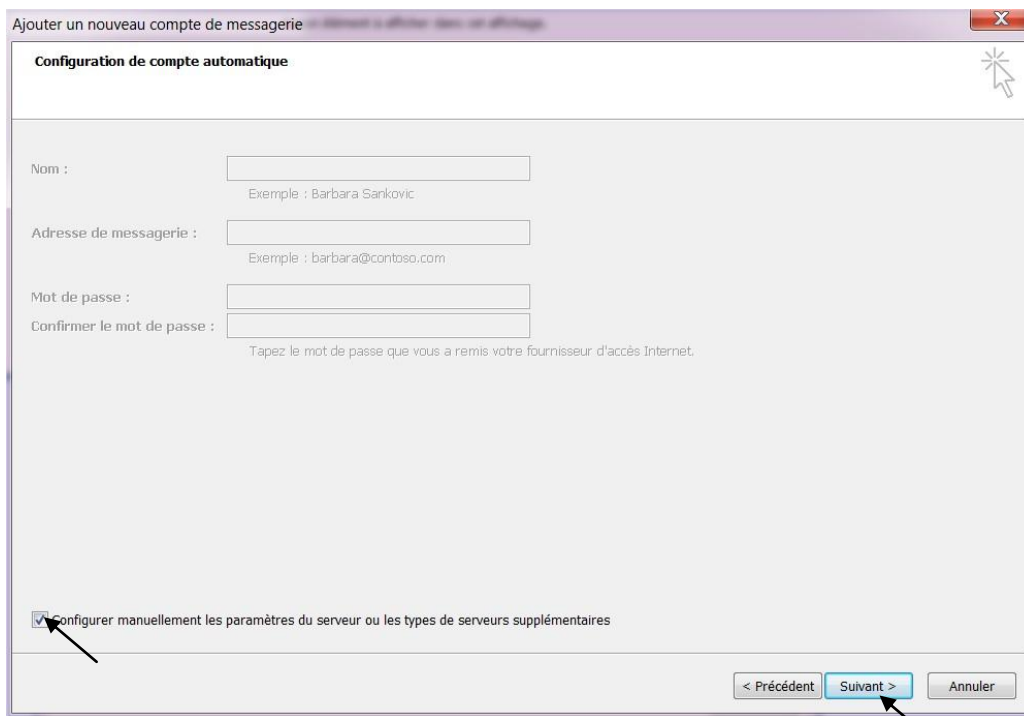 Ajouter un nouveau compte de messagerie
Configuration de compte automatique
Nom :
Exemple : Barbara Sankovic
Adresse de messagerie :
Exemple : barbara@contoso.com
Mot de passe :
Confirmer le mot de passe :
Tapez le mot de passe que vous a remis votre fournisseur d'accès Internet.
Configurer manuellement les paramètres du serveur ou les types de serveurs supplémentaires
< Précédent Suivant > Annuler